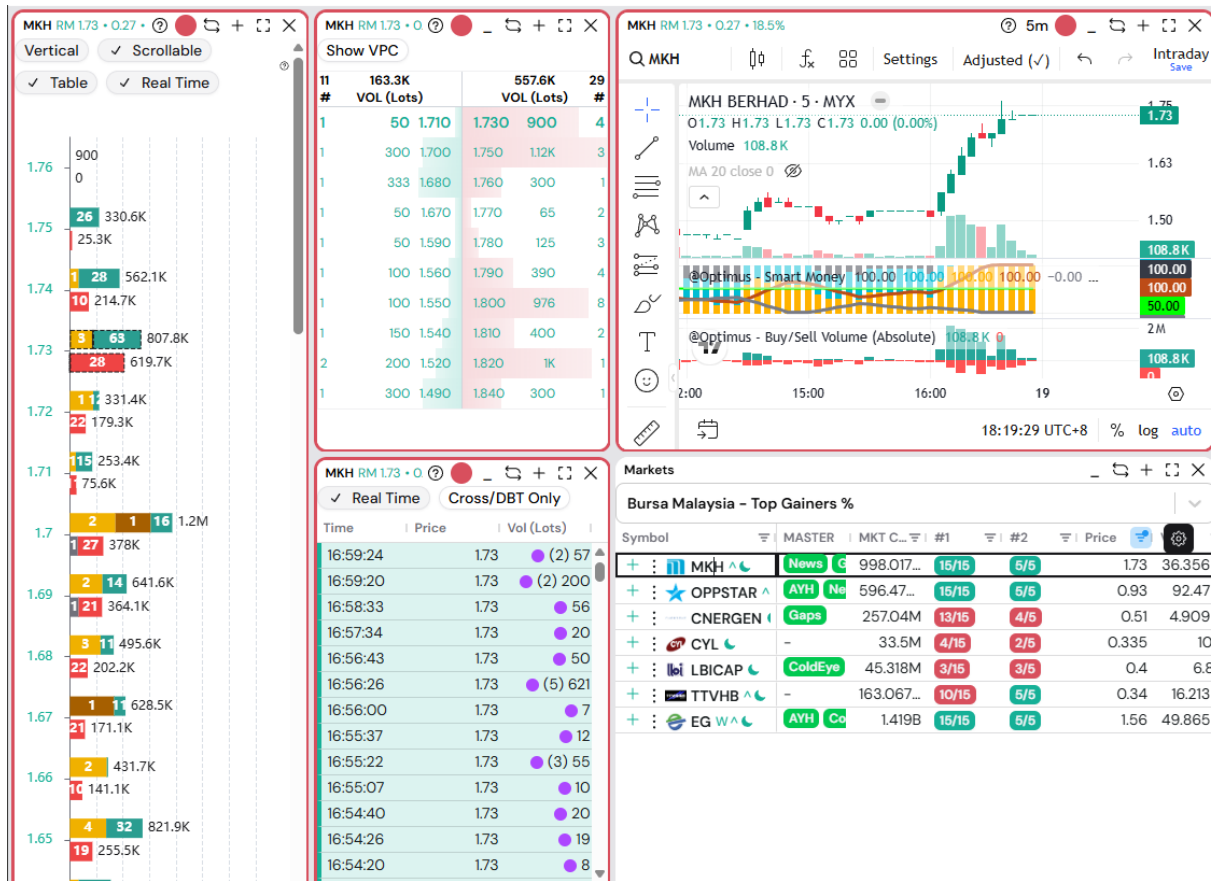 MKH RM 1.73 • 0.27 •
Vertical
✓ Scrollable
✓ Table
✓ Real Time
1.76
900
0
1.75
26 330.6K
25.3K
1.74
1 28 562.1K
10 214.7K
1.73
3 63 807.8K
28 619.7K
1.72
331.4K
22 179.3K
1.71
253.4K
75.6K
1.7
2 1 16 1.2M
1 27 378K
1.69
2 14 641.6K
1 21 364.1K
1.68
3 11 495.6K
22 202.2K
1.67
1 11 628.5K
21 171.1K
1.66
2 431.7K
10 141.1K
1.65
4 32 821.9K
19 255.5K
MKH RM 1.73 • 0
Show VPC
11 163.3K 557.6K 29
# VOL (Lots) VOL (Lots) #
1 50 1.710 1.730 900 4
1 300 1.700 1.750 1.12K 3
1 333 1.680 1.760 300 1
1 50 1.670 1.770 65 2
1 50 1.590 1.780 125 3
1 100 1.560 1.790 390 4
1 100 1.550 1.800 976 8
1 150 1.540 1.810 400 2
2 200 1.520 1.820 1K 1
1 300 1.490 1.840 300 1
MKH RM 1.73 • 0.27 • 18.5%
5m
MKH
Settings
Adjusted (✓)
Intraday
Save
MKH BERHAD · 5 · MYX
O1.73 H1.73 L1.73 C1.73 0.00 (0.00%)
Volume 108.8K
MA 20 close 0
1.75
1.73
1.63
1.50
108.8K
@Optimus - Smart Money 100.00 100.00 100.00 100.00 −0.00 ...
100.00
100.00
50.00
@Optimus - Buy/Sell Volume (Absolute) 108.8K 0
2M
108.8K
0
2:00 15:00 16:00 19
18:19:29 UTC+8 % log auto
MKH RM 1.73 • 0
✓ Real Time
Cross/DBT Only
Time Price Vol (Lots)
16:59:24 1.73 (2) 57
16:59:20 1.73 (2) 200
16:58:33 1.73 56
16:57:34 1.73 20
16:56:43 1.73 50
16:56:26 1.73 (5) 621
16:56:00 1.73 7
16:55:37 1.73 12
16:55:22 1.73 (3) 55
16:55:07 1.73 10
16:54:40 1.73 20
16:54:26 1.73 19
16:54:20 1.73 8
Markets
Bursa Malaysia - Top Gainers %
Symbol MASTER MKT C... #1 #2 Price
+ MKH ^ News G 998.017... 15/15 5/5 1.73 36.356
+ OPPSTAR ^ AYH Ne 596.47... 15/15 5/5 0.93 92.47
CNERGEN Gaps 257.04M 13/15 4/5 0.51 4.909
+ CYL - 33.5M 4/15 2/5 0.335 10
+ lbi LBICAP ColdEye 45.318M 3/15 3/5 0.4 6.8
+ TTVHB ^ - 163.067... 10/15 5/5 0.34 16.213
+ EG W ^ AYH Co 1.419B 15/15 5/5 1.56 49.865